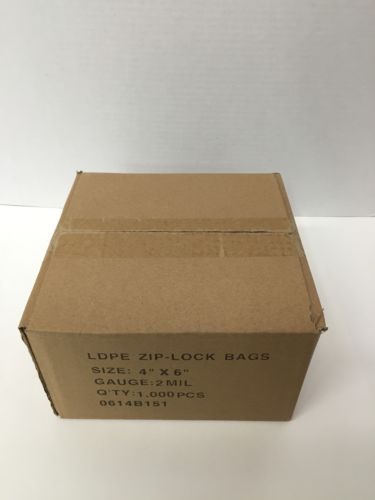 LDPE ZIP-LOCK BAGS
SIZE: 4" X 6"
GAUGE:2MIL
Q'TY:1,000PCS
0614B151